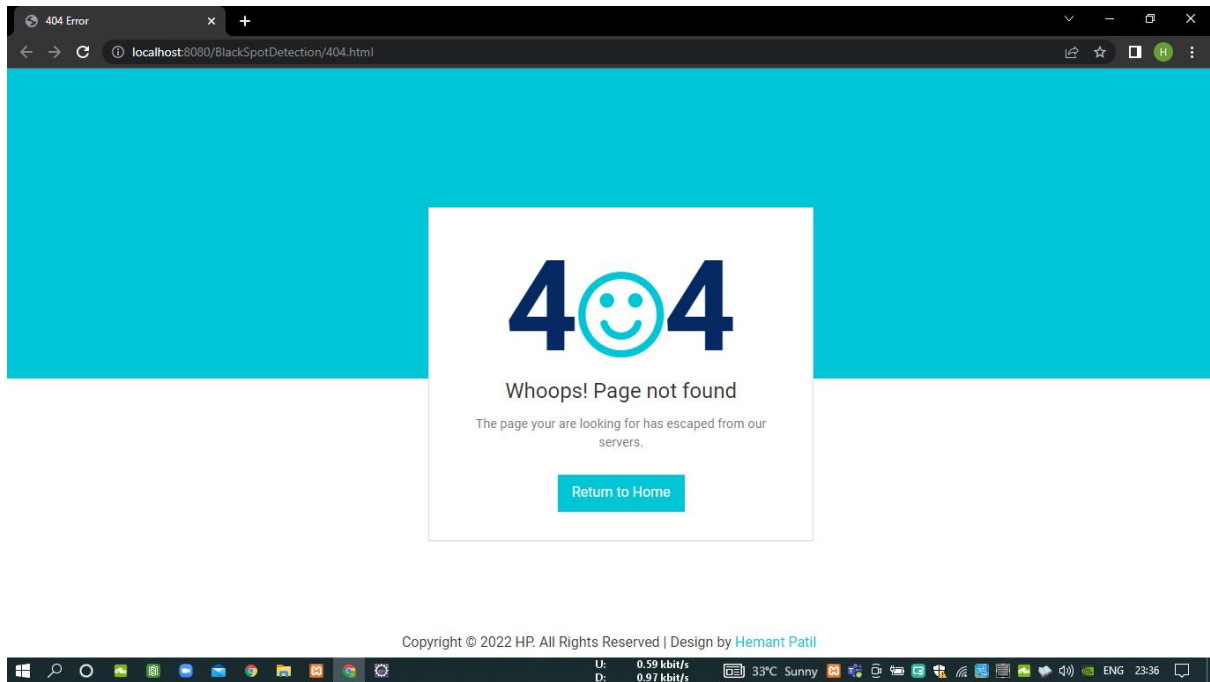 404 Error
localhost:8080/BlackSpotDetection/404.html
H
4 4
Whoops! Page not found
The page your are looking for has escaped from our
servers.
Return to Home
Copyright © 2022 HP. All Rights Reserved | Design by Hemant Patil
U: 0.59 kbit/s
D: 0.97 kbit/s
33°C Sunny
ENG 23:36